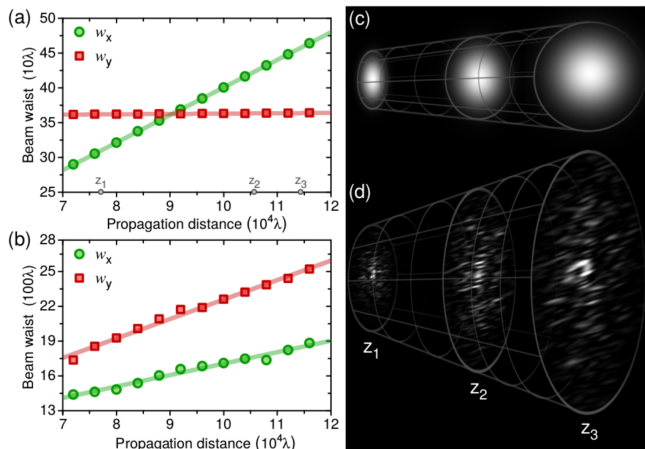 (a)
w_x
w_y
Beam waist (10λ)
50
45
40
35
30
25
z_1
z_2
z_3
7 8 9 10 11 12
Propagation distance (10^4λ)
(b)
w_x
w_y
Beam waist (100λ)
28
25
22
19
16
13
7 8 9 10 11 12
Propagation distance (10^4λ)
(c)
(d)
z_1
z_2
z_3